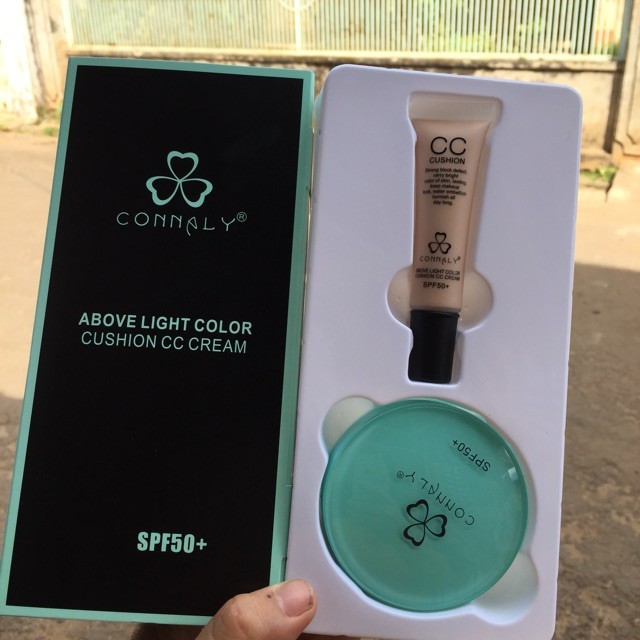 CONNALY®
ABOVE LIGHT COLOR
CUSHION CC CREAM
SPF50+
CC
CUSHION
CONNALY
ABOVE LIGHT COLOR
CUSHION CC CREAM
SPF50+
SPF50+
CONNALY